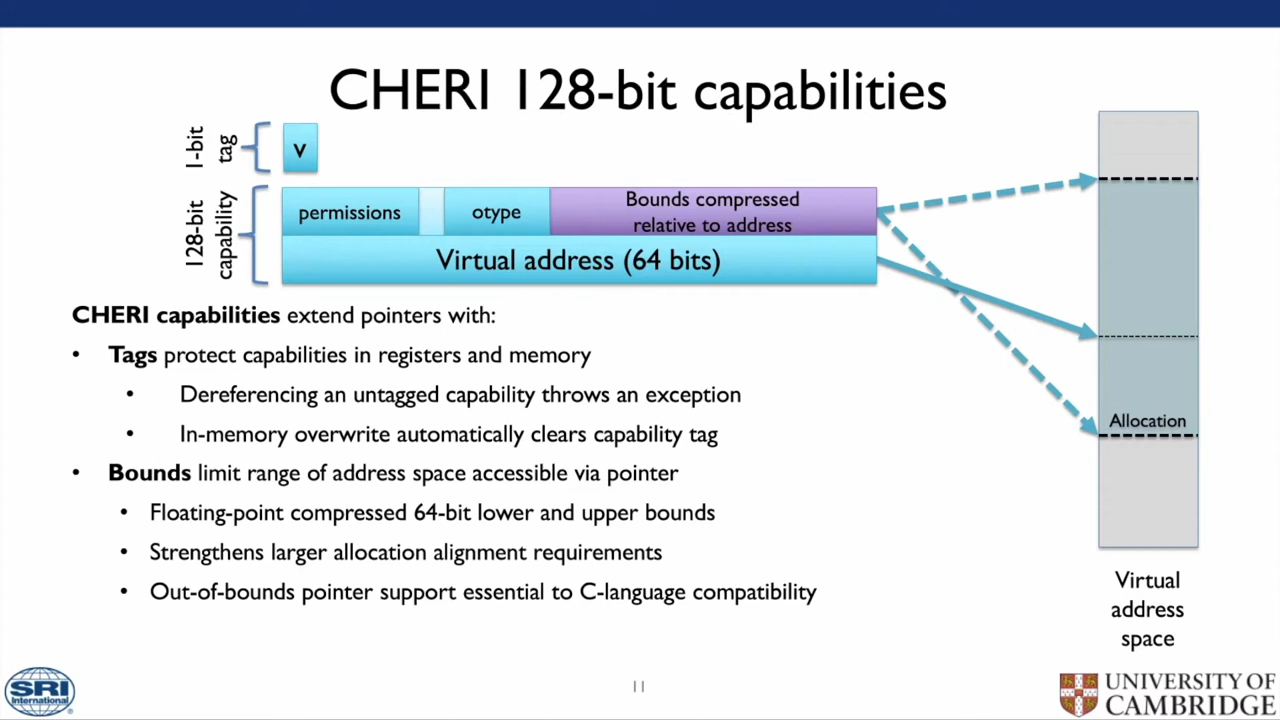 CHERI 128-bit capabilities
1-bit
tag
v
128-bit
capability
permissions
otype
Bounds compressed
relative to address
Virtual address (64 bits)
CHERI capabilities extend pointers with:
• Tags protect capabilities in registers and memory
• Dereferencing an untagged capability throws an exception
• In-memory overwrite automatically clears capability tag
• Bounds limit range of address space accessible via pointer
• Floating-point compressed 64-bit lower and upper bounds
• Strengthens larger allocation alignment requirements
• Out-of-bounds pointer support essential to C-language compatibility
Allocation
Virtual
address
space
SRI
International
11
UNIVERSITY OF
CAMBRIDGE